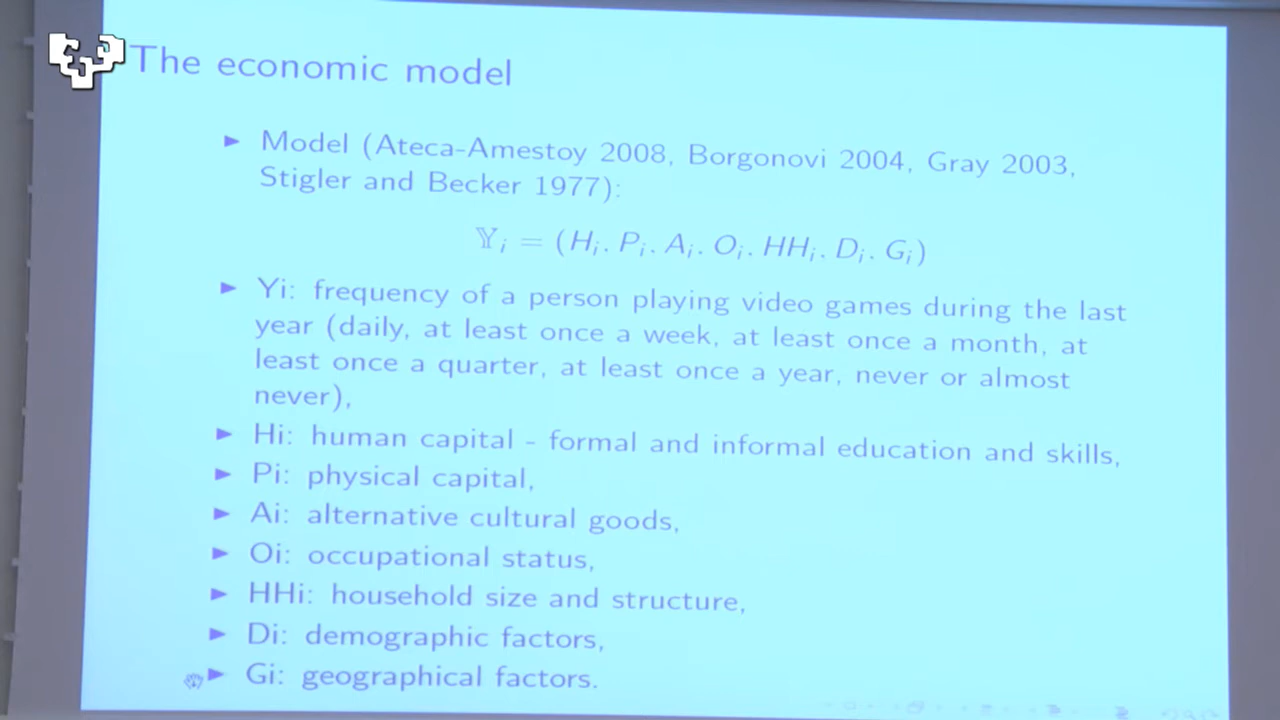 The economic model
Model (Ateca-Amestoy 2008, Borgonovi 2004, Gray 2003,
Stigler and Becker 1977):
𝕐i = (Hi, Pi, Ai, Oi, HHi, Di, Gi)
Yi: frequency of a person playing video games during the last
year (daily, at least once a week, at least once a month, at
least once a quarter, at least once a year, never or almost
never),
Hi: human capital - formal and informal education and skills,
Pi: physical capital,
Ai: alternative cultural goods,
Oi: occupational status,
HHi: household size and structure,
Di: demographic factors,
Gi: geographical factors.